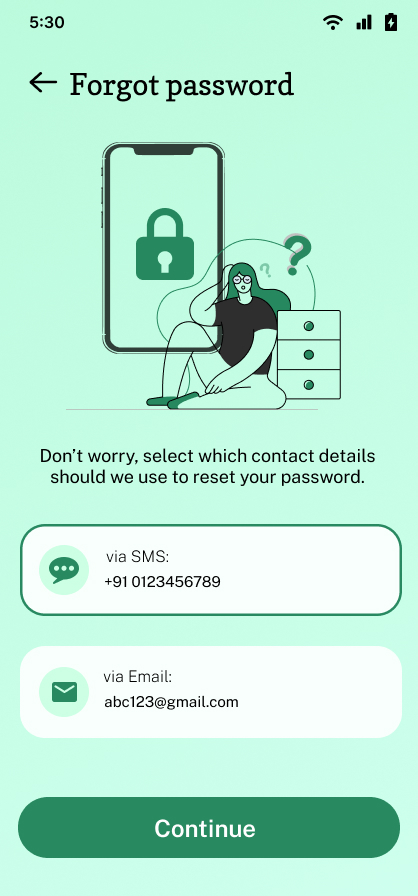 5:30
Forgot password
?
?
Don’t worry, select which contact details
should we use to reset your password.
via SMS:
+91 0123456789
via Email:
abc123@gmail.com
Continue